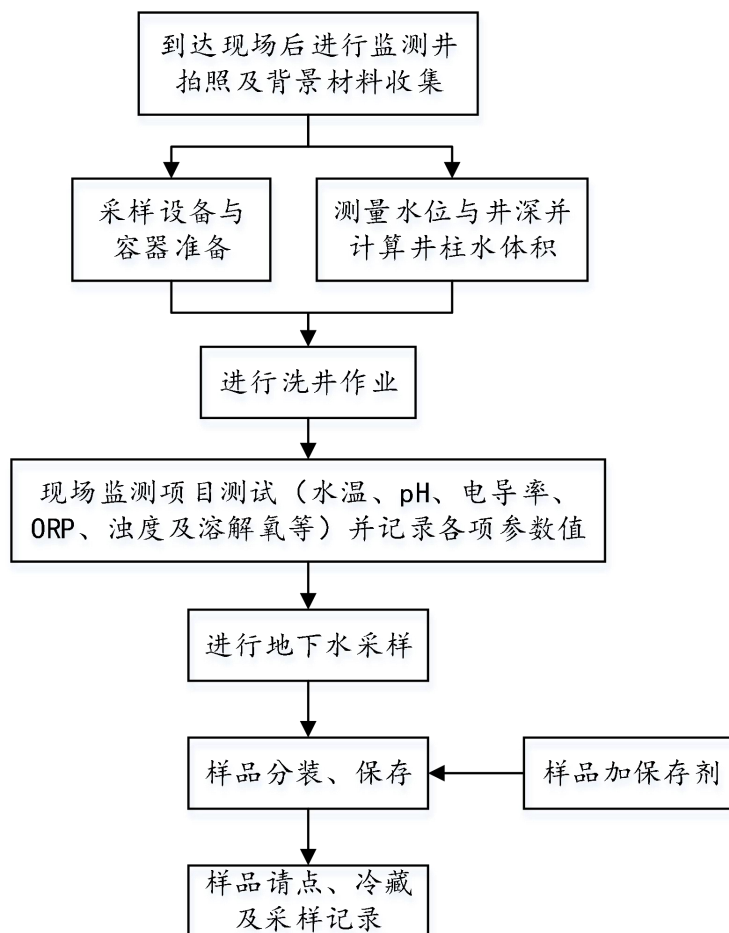 到达现场后进行监测井
拍照及背景材料收集
采样设备与
容器准备
测量水位与井深并
计算井柱水体积
进行洗井作业
现场监测项目测试（水温、pH、电导率、
ORP、浊度及溶解氧等）并记录各项参数值
进行地下水采样
样品分装、保存
样品加保存剂
样品请点、冷藏
及采样记录